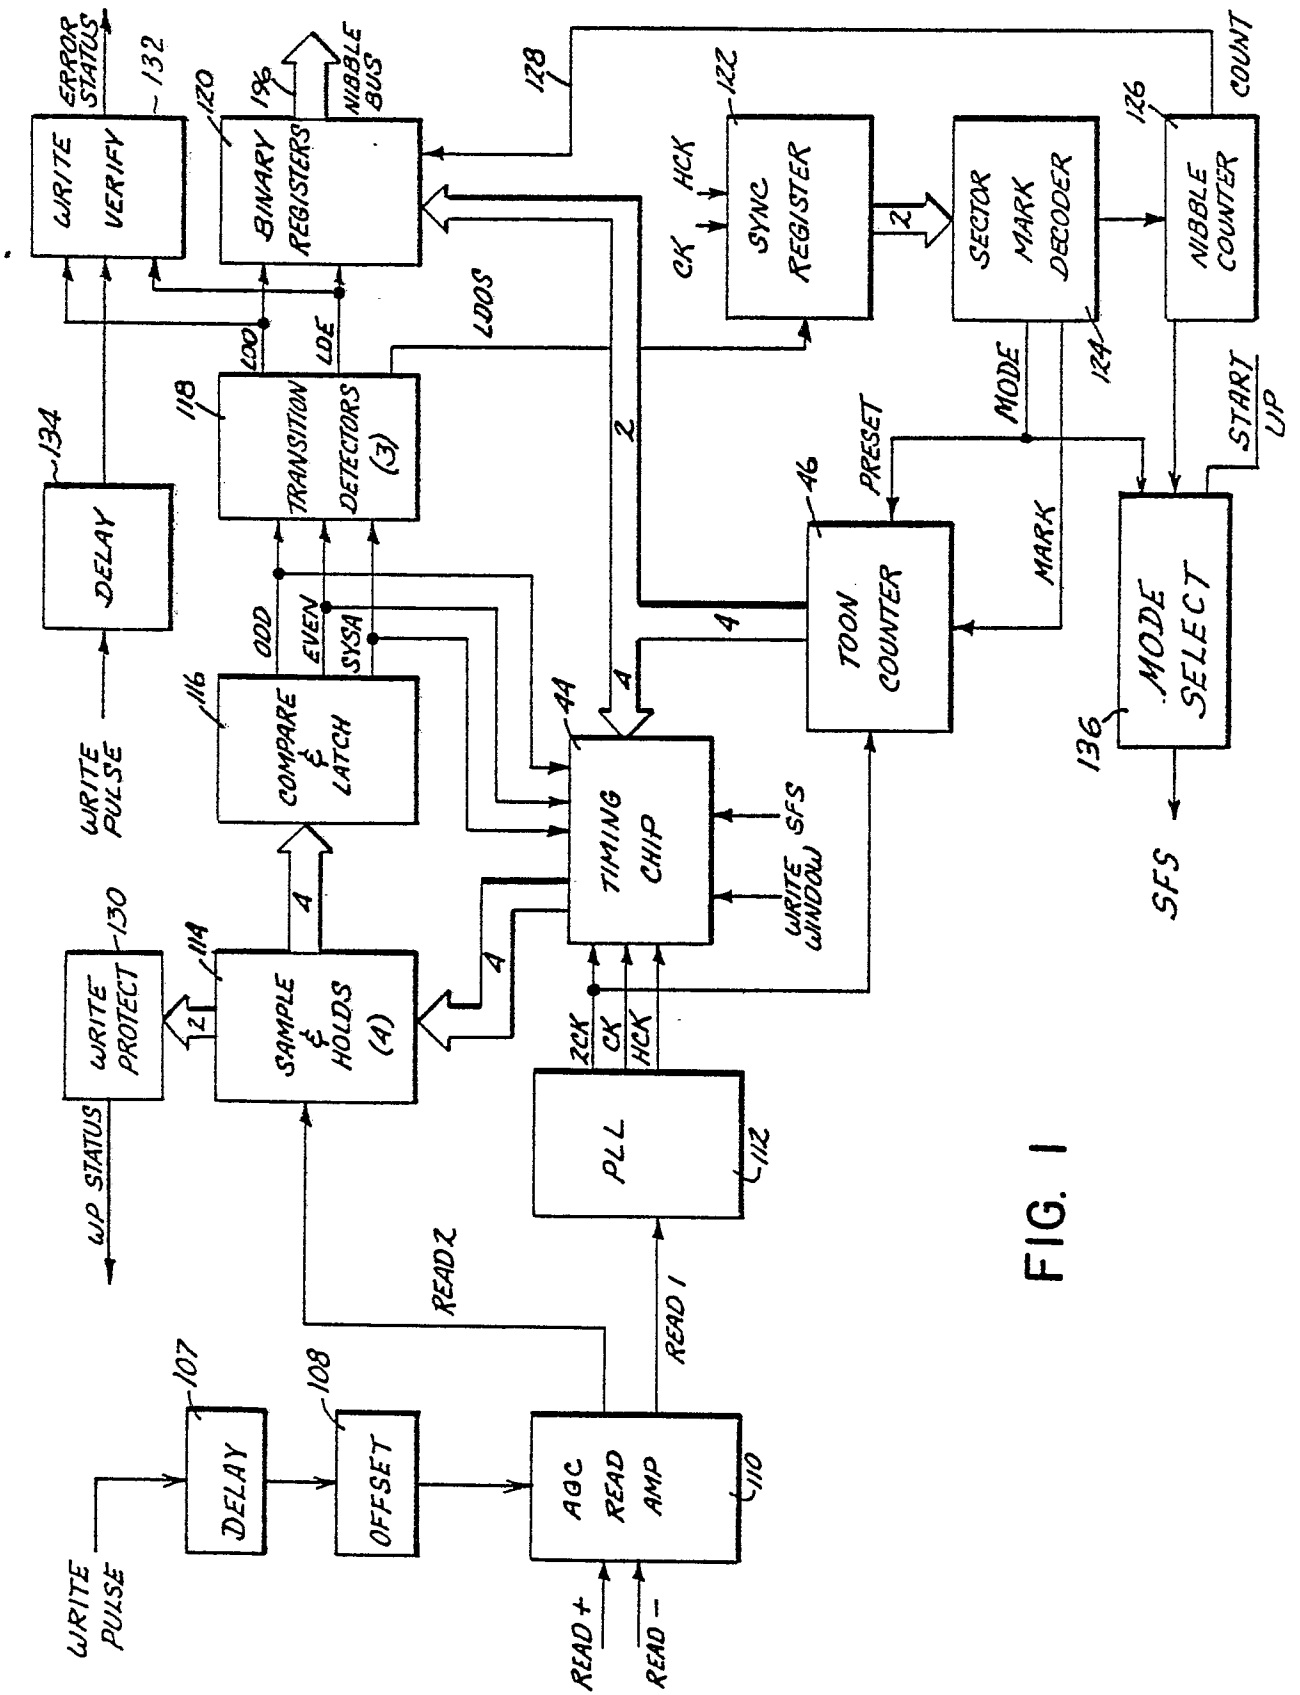 WRITE
PULSE
DELAY
107
OFFSET
108
READ +
READ -
AGC
READ
AMP
110
READ 2
READ 1
PLL
112
2CK
CK
HCK
WP STATUS
WRITE
PROTECT
130
2
SAMPLE
&
HOLDS
(4)
114
4
4
COMPARE
&
LATCH
116
ODD
EVEN
SYSA
WRITE
PULSE
DELAY
134
TRANSITION
DETECTORS
(3)
118
LDO
LDE
LDOS
WRITE
VERIFY
132
ERROR
STATUS
BINARY
REGISTERS
120
196
NIBBLE
BUS
TIMING
CHIP
44
WRITE
WINDOW
SFS
4
4
2
TOON
COUNTER
46
PRESET
MARK
MODE
CK
HCK
SYNC
REGISTER
122
2
SECTOR
MARK
DECODER
124
NIBBLE
COUNTER
126
COUNT
128
START
UP
MODE
SELECT
136
SFS
FIG. 1